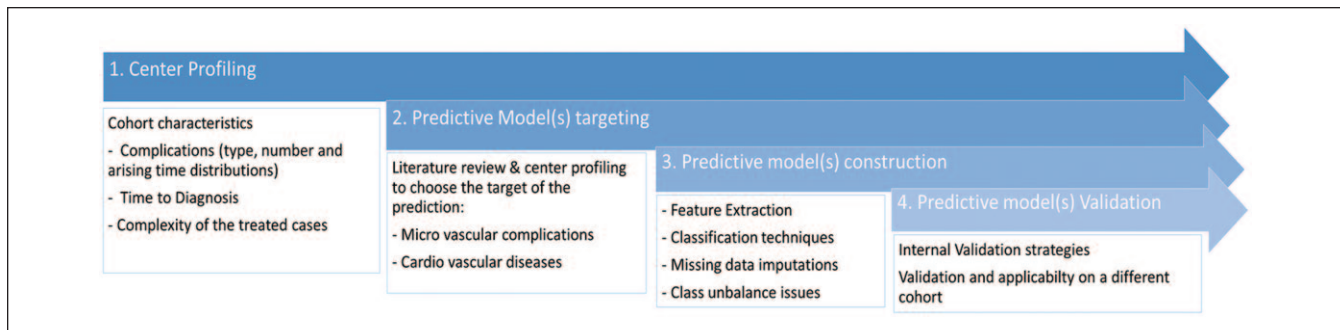 1. Center Profiling
Cohort characteristics
- Complications (type, number and
arising time distributions)
- Time to Diagnosis
- Complexity of the treated cases
2. Predictive Model(s) targeting
Literature review & center profiling
to choose the target of the
prediction:
- Micro vascular complications
- Cardio vascular diseases
3. Predictive model(s) construction
- Feature Extraction
- Classification techniques
- Missing data imputations
- Class unbalance issues
4. Predictive model(s) Validation
Internal Validation strategies
Validation and applicabilty on a different
cohort